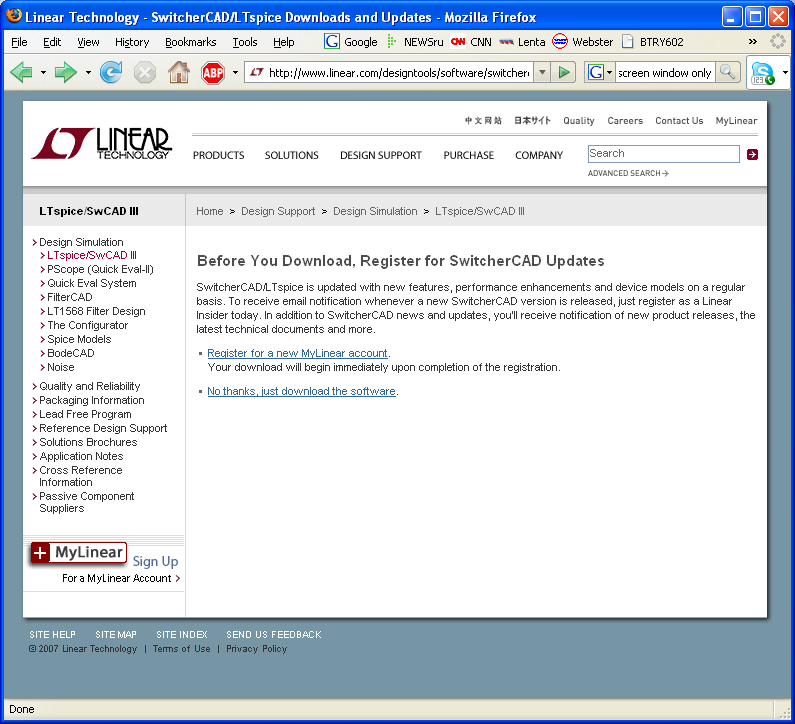 Linear Technology - SwitcherCAD/LTspice Downloads and Updates - Mozilla Firefox
File Edit View History Bookmarks Tools Help Google NEWSru CNN CNN Lenta Webster BTRY602 »
ABP http://www.linear.com/designtools/software/switcher G screen window only
LINEAR TECHNOLOGY
中文网站 日本サイト Quality Careers Contact Us MyLinear
PRODUCTS SOLUTIONS DESIGN SUPPORT PURCHASE COMPANY Search
ADVANCED SEARCH
LTspice/SwCAD III
Home > Design Support > Design Simulation > LTspice/SwCAD III
Design Simulation
LTspice/SwCAD III
PScope (Quick Eval-II)
Quick Eval System
FilterCAD
LT1568 Filter Design
The Configurator
Spice Models
BodeCAD
Noise
Quality and Reliability
Packaging Information
Lead Free Program
Reference Design Support
Solutions Brochures
Application Notes
Cross Reference
Information
Passive Component
Suppliers
+ MyLinear Sign Up
For a MyLinear Account
Before You Download, Register for SwitcherCAD Updates
SwitcherCAD/LTspice is updated with new features, performance enhancements and device models on a regular
basis. To receive email notification whenever a new SwitcherCAD version is released, just register as a Linear
Insider today. In addition to SwitcherCAD news and updates, you'll receive notification of new product releases, the
latest technical documents and more.
Register for a new MyLinear account.
Your download will begin immediately upon completion of the registration.
No thanks, just download the software.
SITE HELP SITE MAP SITE INDEX SEND US FEEDBACK
© 2007 Linear Technology | Terms of Use | Privacy Policy
Done